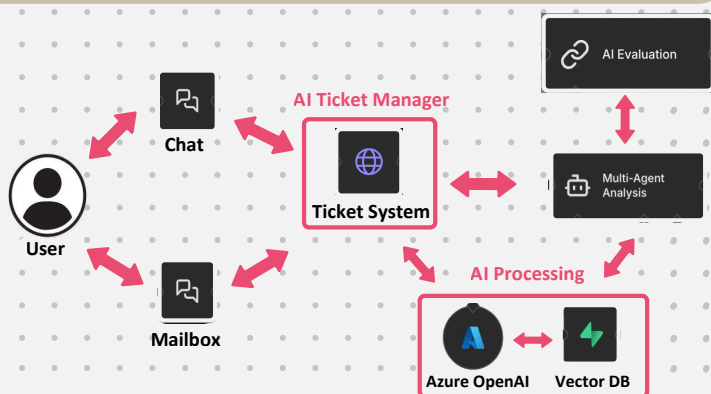 AI Evaluation
AI Ticket Manager
Chat
Multi-Agent
Analysis
Ticket System
User
AI Processing
Mailbox
Azure OpenAI
Vector DB